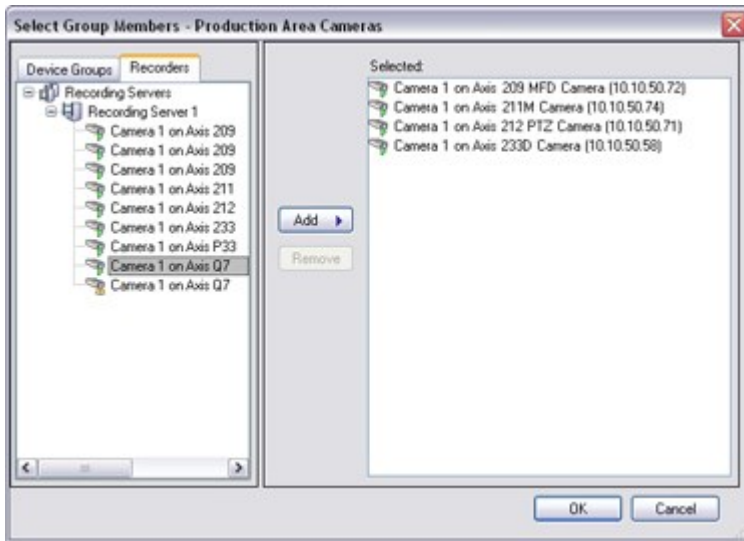 Select Group Members - Production Area Cameras
Device Groups
Recorders
Recording Servers
Recording Server 1
Camera 1 on Axis 209
Camera 1 on Axis 209
Camera 1 on Axis 209
Camera 1 on Axis 211
Camera 1 on Axis 212
Camera 1 on Axis 233
Camera 1 on Axis P33
Camera 1 on Axis Q7
Camera 1 on Axis Q7
Add
Remove
Selected:
Camera 1 on Axis 209 MFD Camera (10.10.50.72)
Camera 1 on Axis 211M Camera (10.10.50.74)
Camera 1 on Axis 212 PTZ Camera (10.10.50.71)
Camera 1 on Axis 233D Camera (10.10.50.58)
OK
Cancel